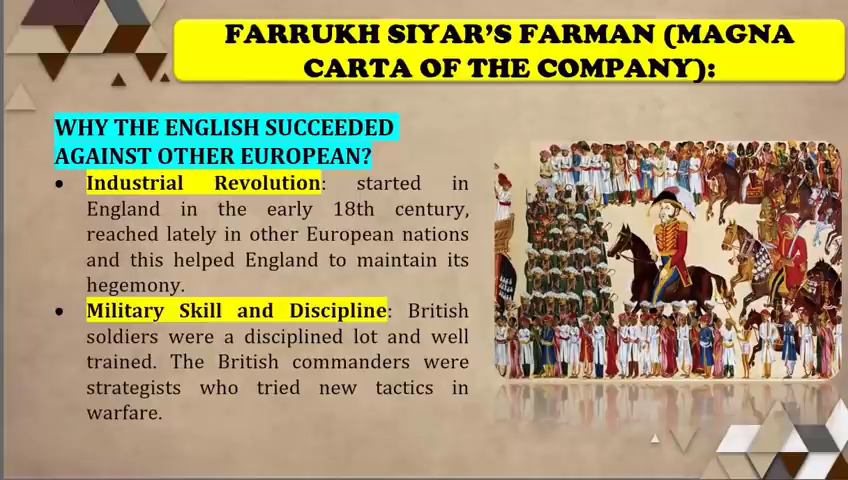 FARRUKH SIYAR'S FARMAN (MAGNA
CARTA OF THE COMPANY):
WHY THE ENGLISH SUCCEEDED
AGAINST OTHER EUROPEAN?
• Industrial Revolution: started in
England in the early 18th century,
reached lately in other European nations
and this helped England to maintain its
hegemony.
• Military Skill and Discipline: British
soldiers were a disciplined lot and well
trained. The British commanders were
strategists who tried new tactics in
warfare.